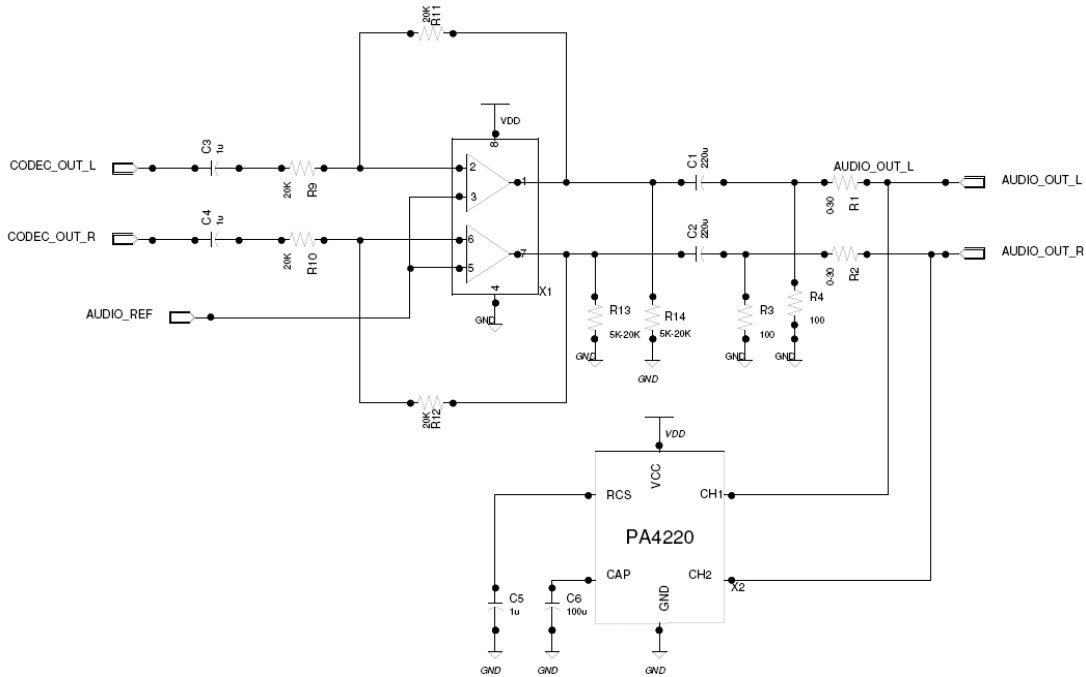 20K
R11
VDD
8
CODEC_OUT_L
C3
1u
20K
R9
2
3
1
C1
220u
AUDIO_OUT_L
0-30
R1
AUDIO_OUT_L
CODEC_OUT_R
C4
1u
20K
R10
6
5
7
C2
220u
0-30
R2
AUDIO_OUT_R
4
X1
AUDIO_REF
GND
R13
5K-20K
GND
R14
5K-20K
GND
R3
100
GND
R4
100
GND
20K
R12
VDD
VCC
RCS
CH1
PA4220
CAP
CH2
GND
X2
C5
1u
C6
100u
GND
GND
GND